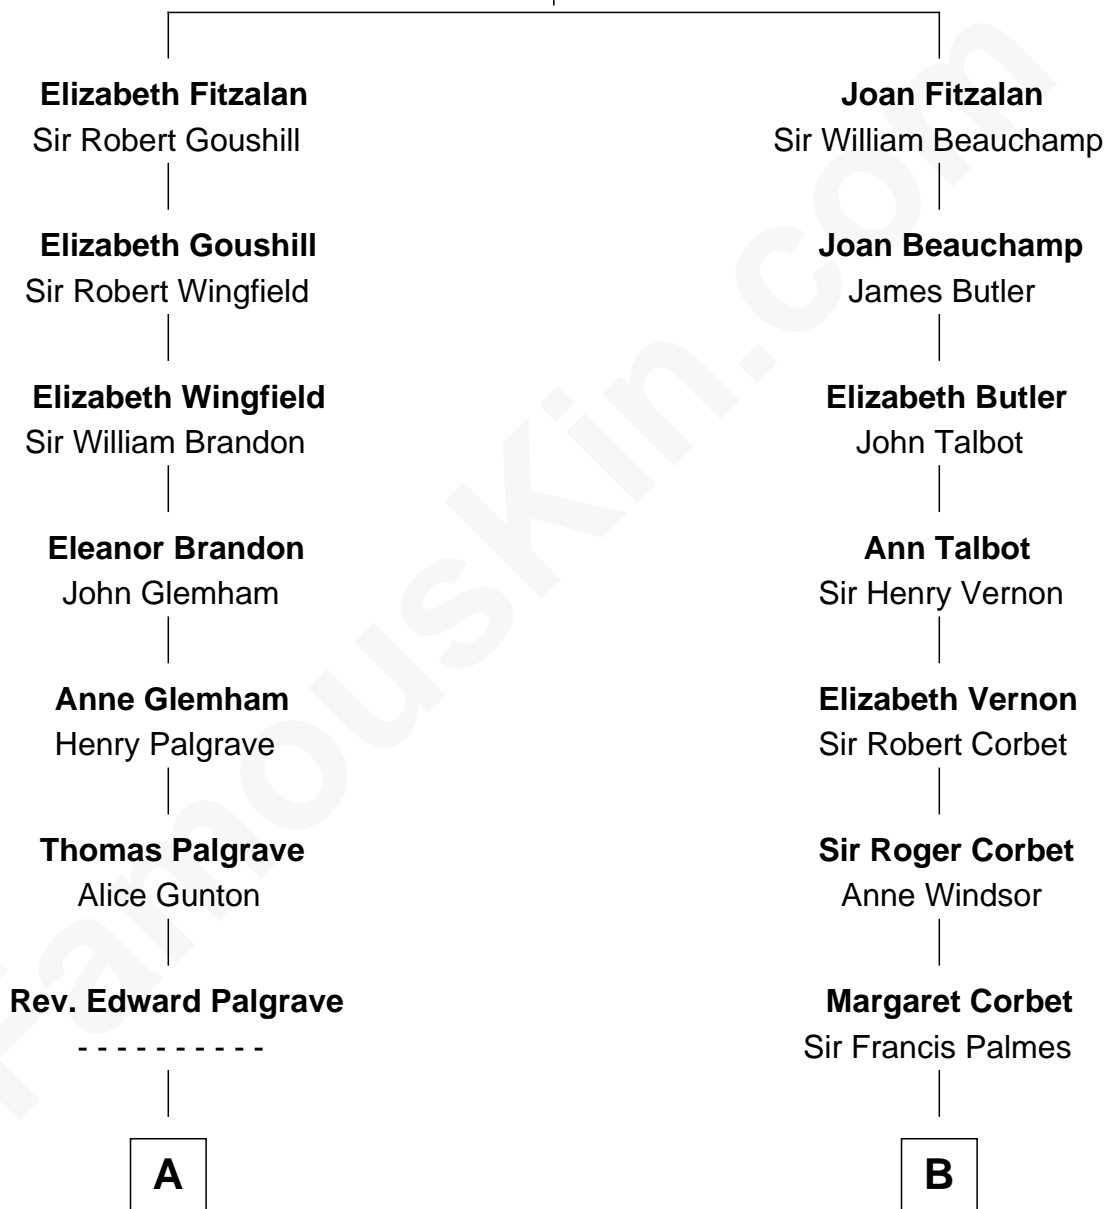 Elizabeth Fitzalan
Sir Robert Goushill
Joan Fitzalan
Sir William Beauchamp
Elizabeth Goushill
Sir Robert Wingfield
Joan Beauchamp
James Butler
Elizabeth Wingfield
Sir William Brandon
Elizabeth Butler
John Talbot
Eleanor Brandon
John Glemham
Ann Talbot
Sir Henry Vernon
Anne Glemham
Henry Palgrave
Elizabeth Vernon
Sir Robert Corbet
Thomas Palgrave
Alice Gunton
Sir Roger Corbet
Anne Windsor
Rev. Edward Palgrave
- - - - - - - - - -
Margaret Corbet
Sir Francis Palmes
A
B
FamousKin.com